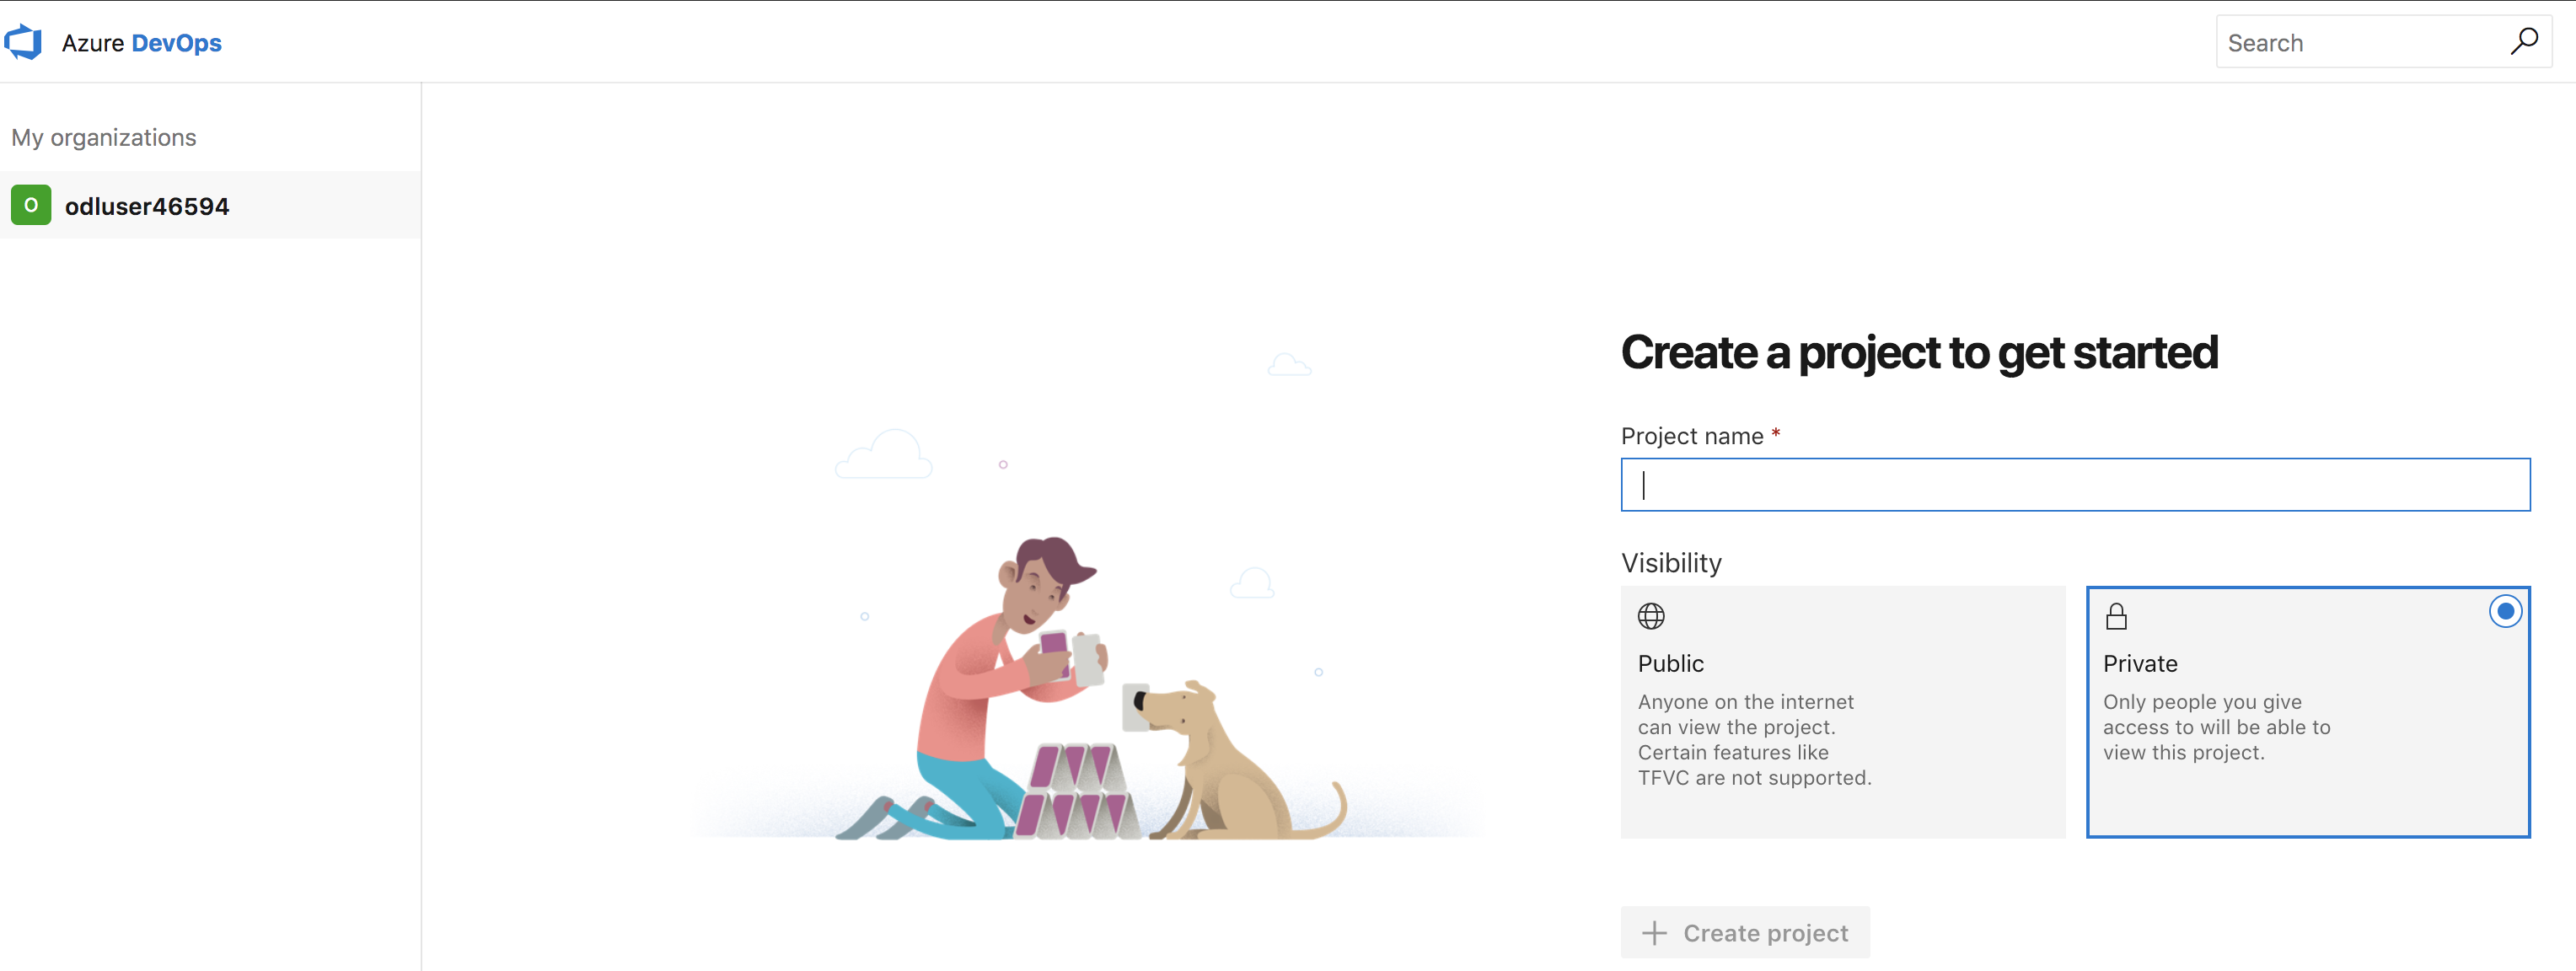 Azure DevOps
Search
My organizations
O
odluser46594
Create a project to get started
Project name *
Visibility
Public
Anyone on the internet
can view the project.
Certain features like
TFVC are not supported.
Private
Only people you give
access to will be able to
view this project.
+ Create project